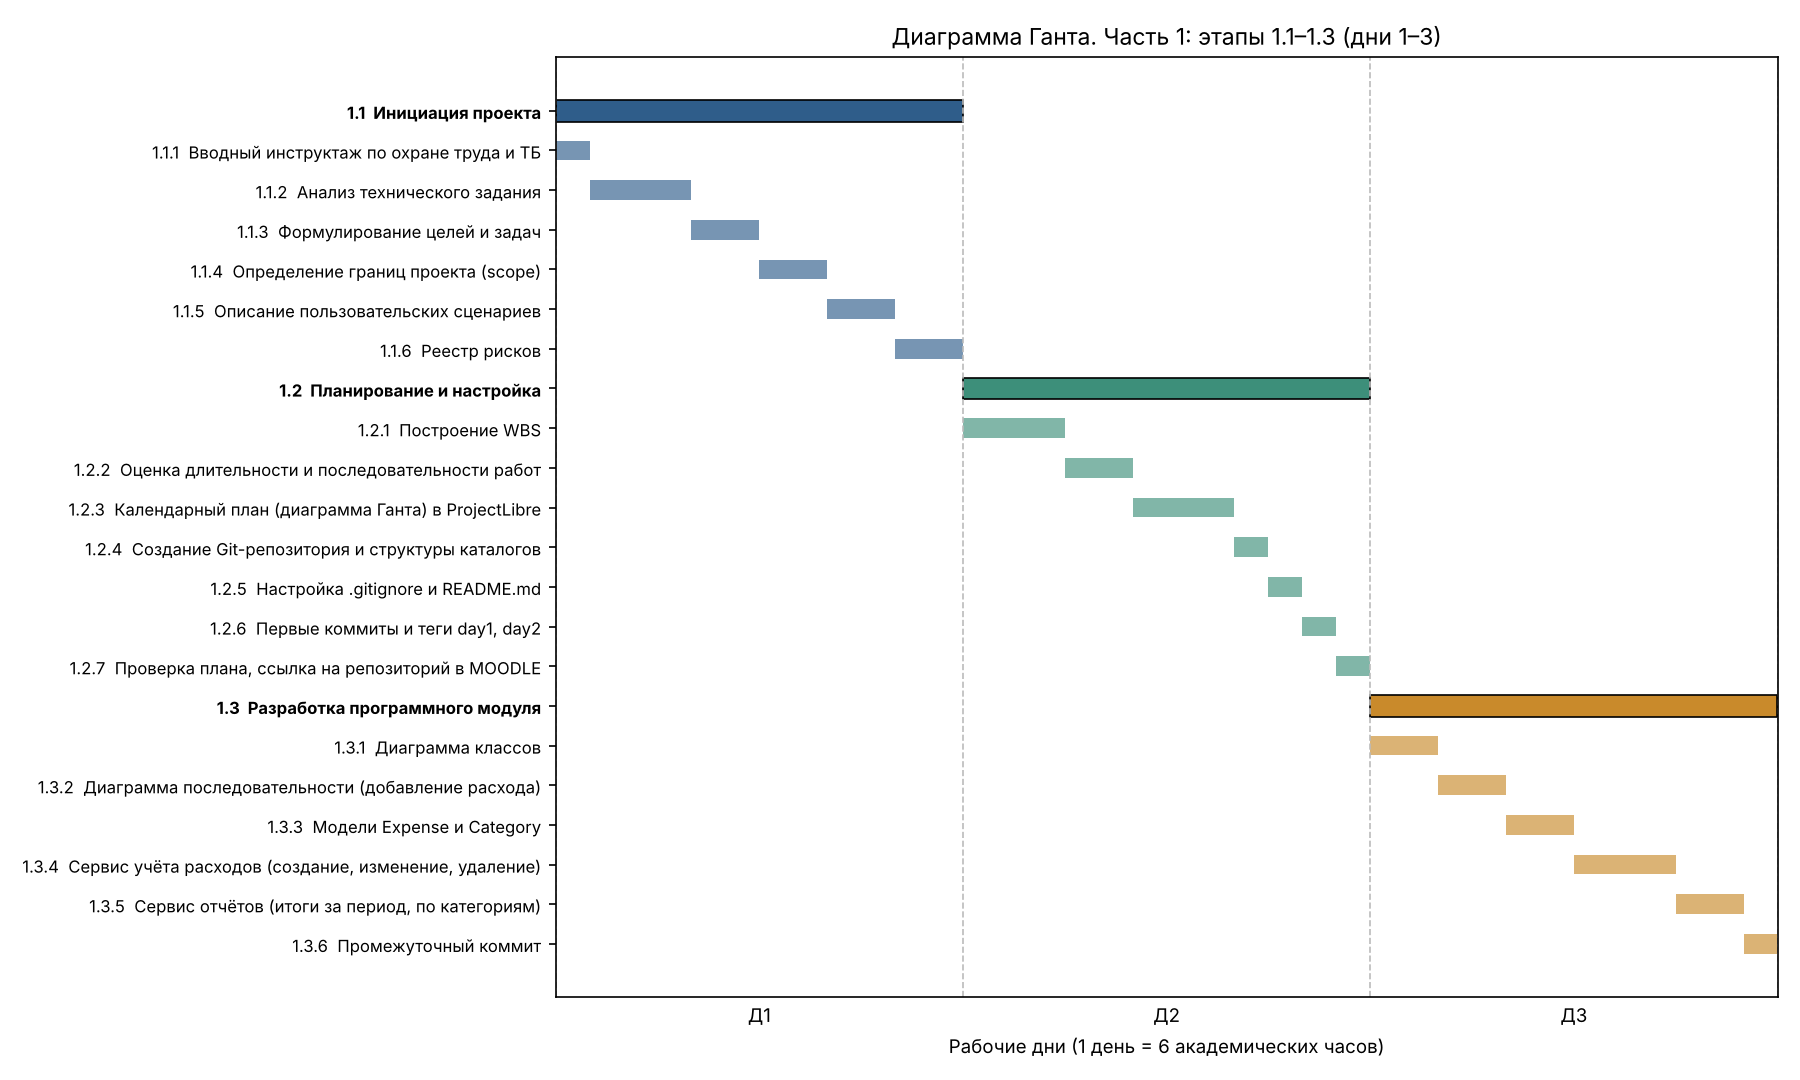 Диаграмма Ганта. Часть 1: этапы 1.1–1.3 (дни 1–3)
1.1 Инициация проекта
1.1.1 Вводный инструктаж по охране труда и ТБ
1.1.2 Анализ технического задания
1.1.3 Формулирование целей и задач
1.1.4 Определение границ проекта (scope)
1.1.5 Описание пользовательских сценариев
1.1.6 Реестр рисков
1.2 Планирование и настройка
1.2.1 Построение WBS
1.2.2 Оценка длительности и последовательности работ
1.2.3 Календарный план (диаграмма Ганта) в ProjectLibre
1.2.4 Создание Git-репозитория и структуры каталогов
1.2.5 Настройка .gitignore и README.md
1.2.6 Первые коммиты и теги day1, day2
1.2.7 Проверка плана, ссылка на репозиторий в MOODLE
1.3 Разработка программного модуля
1.3.1 Диаграмма классов
1.3.2 Диаграмма последовательности (добавление расхода)
1.3.3 Модели Expense и Category
1.3.4 Сервис учёта расходов (создание, изменение, удаление)
1.3.5 Сервис отчётов (итоги за период, по категориям)
1.3.6 Промежуточный коммит
Д1 Д2 Д3
Рабочие дни (1 день = 6 академических часов)